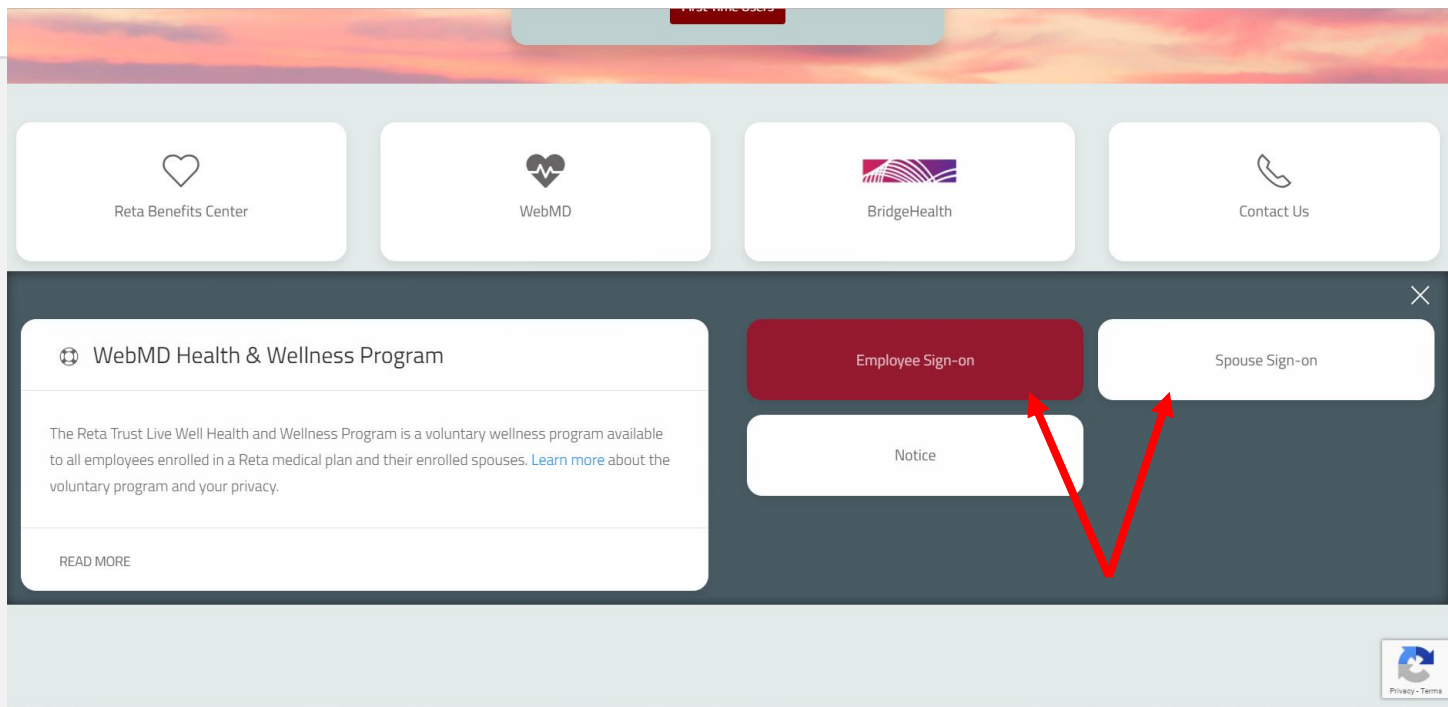 First Time Users
Reta Benefits Center
WebMD
BridgeHealth
Contact Us
WebMD Health & Wellness Program
Employee Sign-on
Spouse Sign-on
The Reta Trust Live Well Health and Wellness Program is a voluntary wellness program available
to all employees enrolled in a Reta medical plan and their enrolled spouses. Learn more about the
voluntary program and your privacy.
Notice
READ MORE
Privacy - Terms